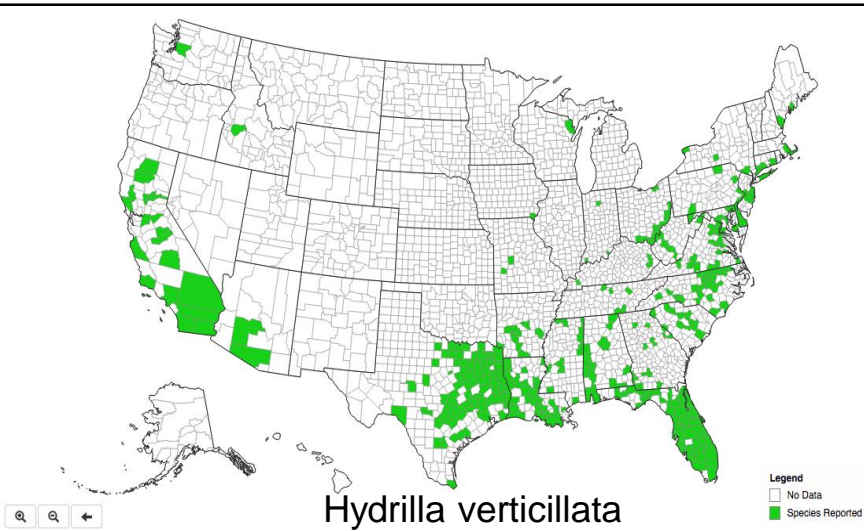 Legend
No Data
Species Reported
Hydrilla verticillata